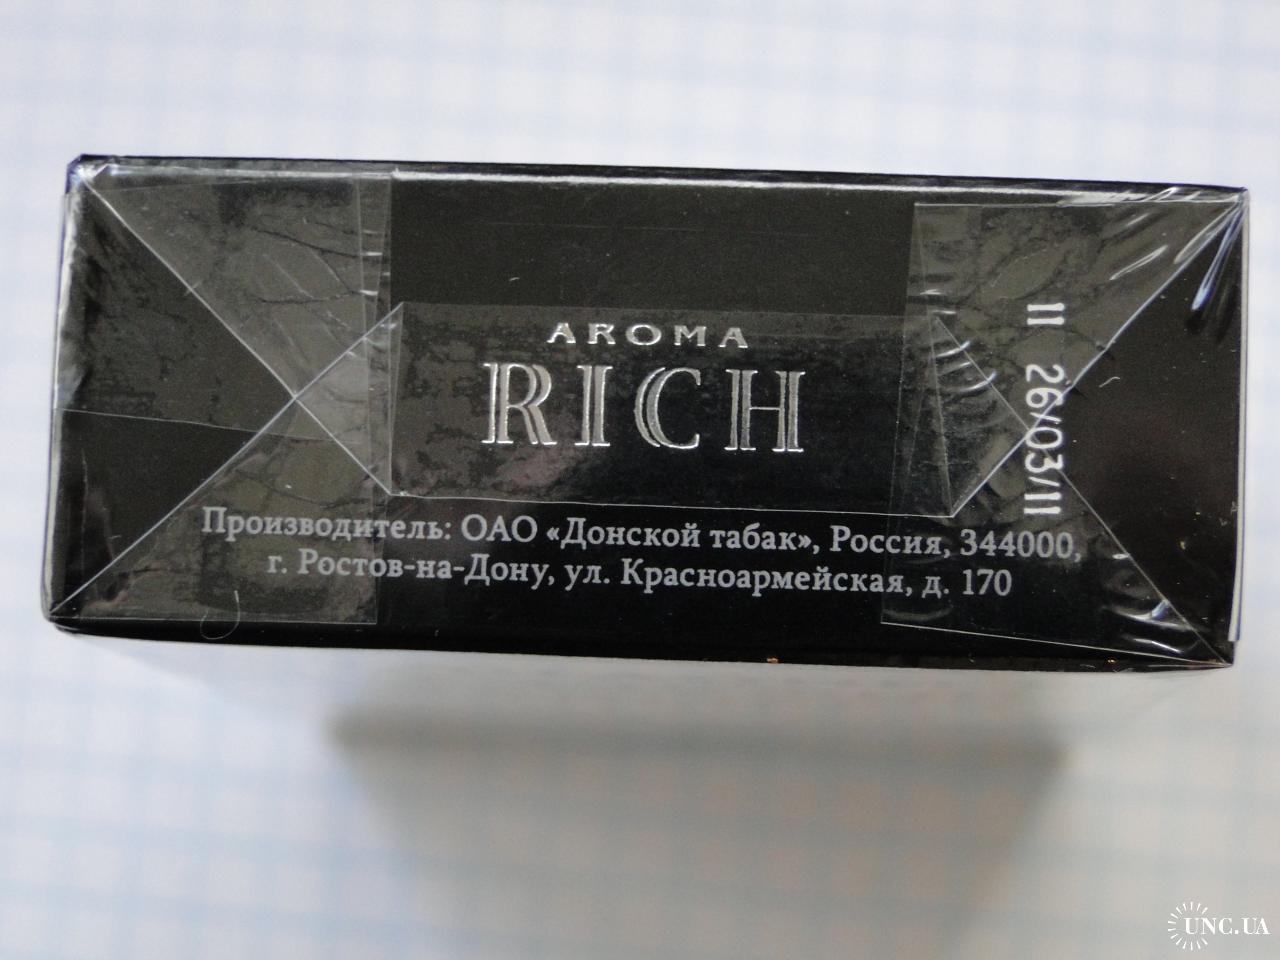 AROMA
RICH
II 26/03/11
Производитель: ОАО «Донской табак», Россия, 344000,
г. Ростов-на-Дону, ул. Красноармейская, д. 170
UNC.UA